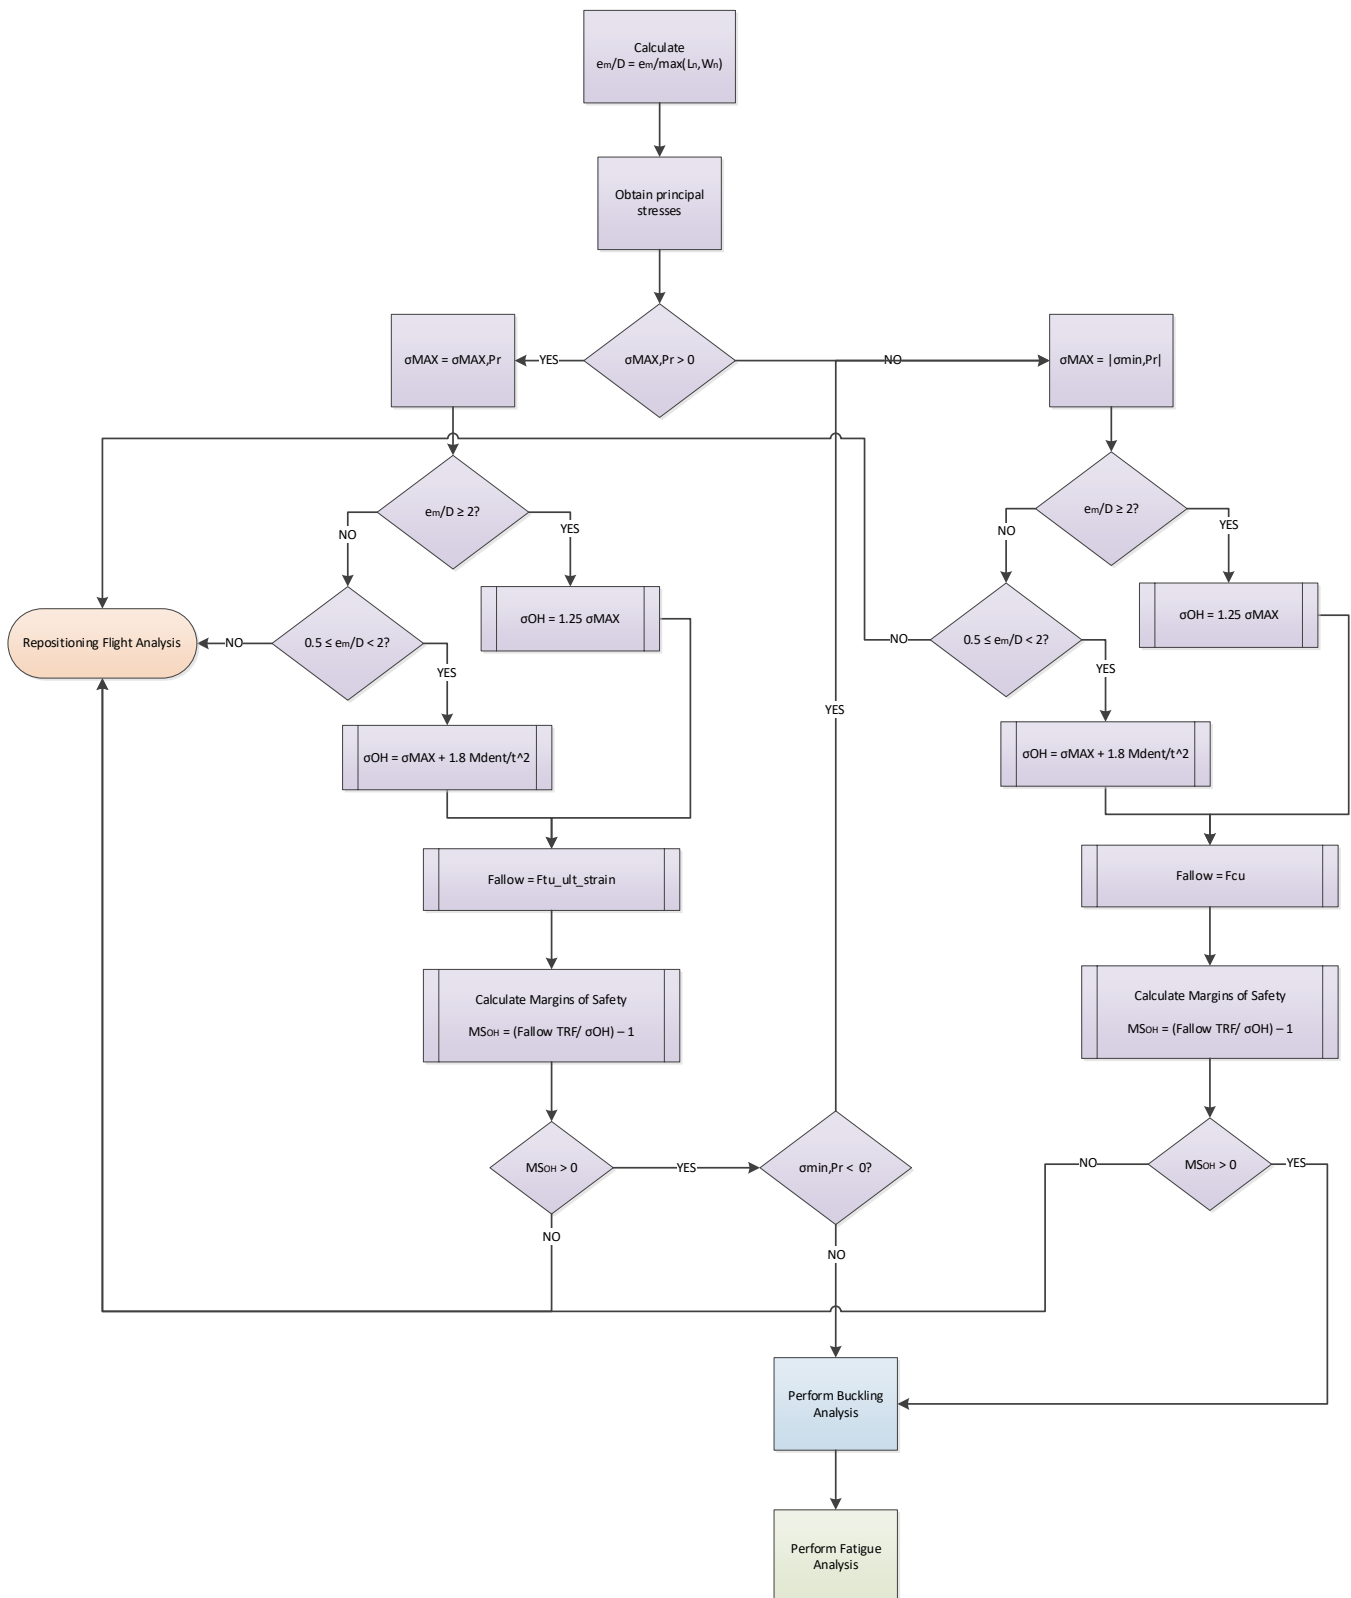 Calculate
em/D = em/max(Ln,Wn)
Obtain principal
stresses
σMAX = σMAX,Pr
YES
σMAX,Pr > 0
NO
σMAX = |σmin,Pr|
em/D ≥ 2?
NO
YES
em/D ≥ 2?
NO
YES
Repositioning Flight Analysis
NO
0.5 ≤ em/D < 2?
YES
σOH = 1.25 σMAX
NO
0.5 ≤ em/D < 2?
YES
σOH = 1.25 σMAX
YES
σOH = σMAX + 1.8 Mdent/t^2
σOH = σMAX + 1.8 Mdent/t^2
Fallow = Ftu_ult_strain
Fallow = Fcu
Calculate Margins of Safety
MSOH = (Fallow TRF/ σOH) – 1
Calculate Margins of Safety
MSOH = (Fallow TRF/ σOH) – 1
MSOH > 0
YES
NO
σmin,Pr < 0?
NO
NO
MSOH > 0
YES
Perform Buckling
Analysis
Perform Fatigue
Analysis